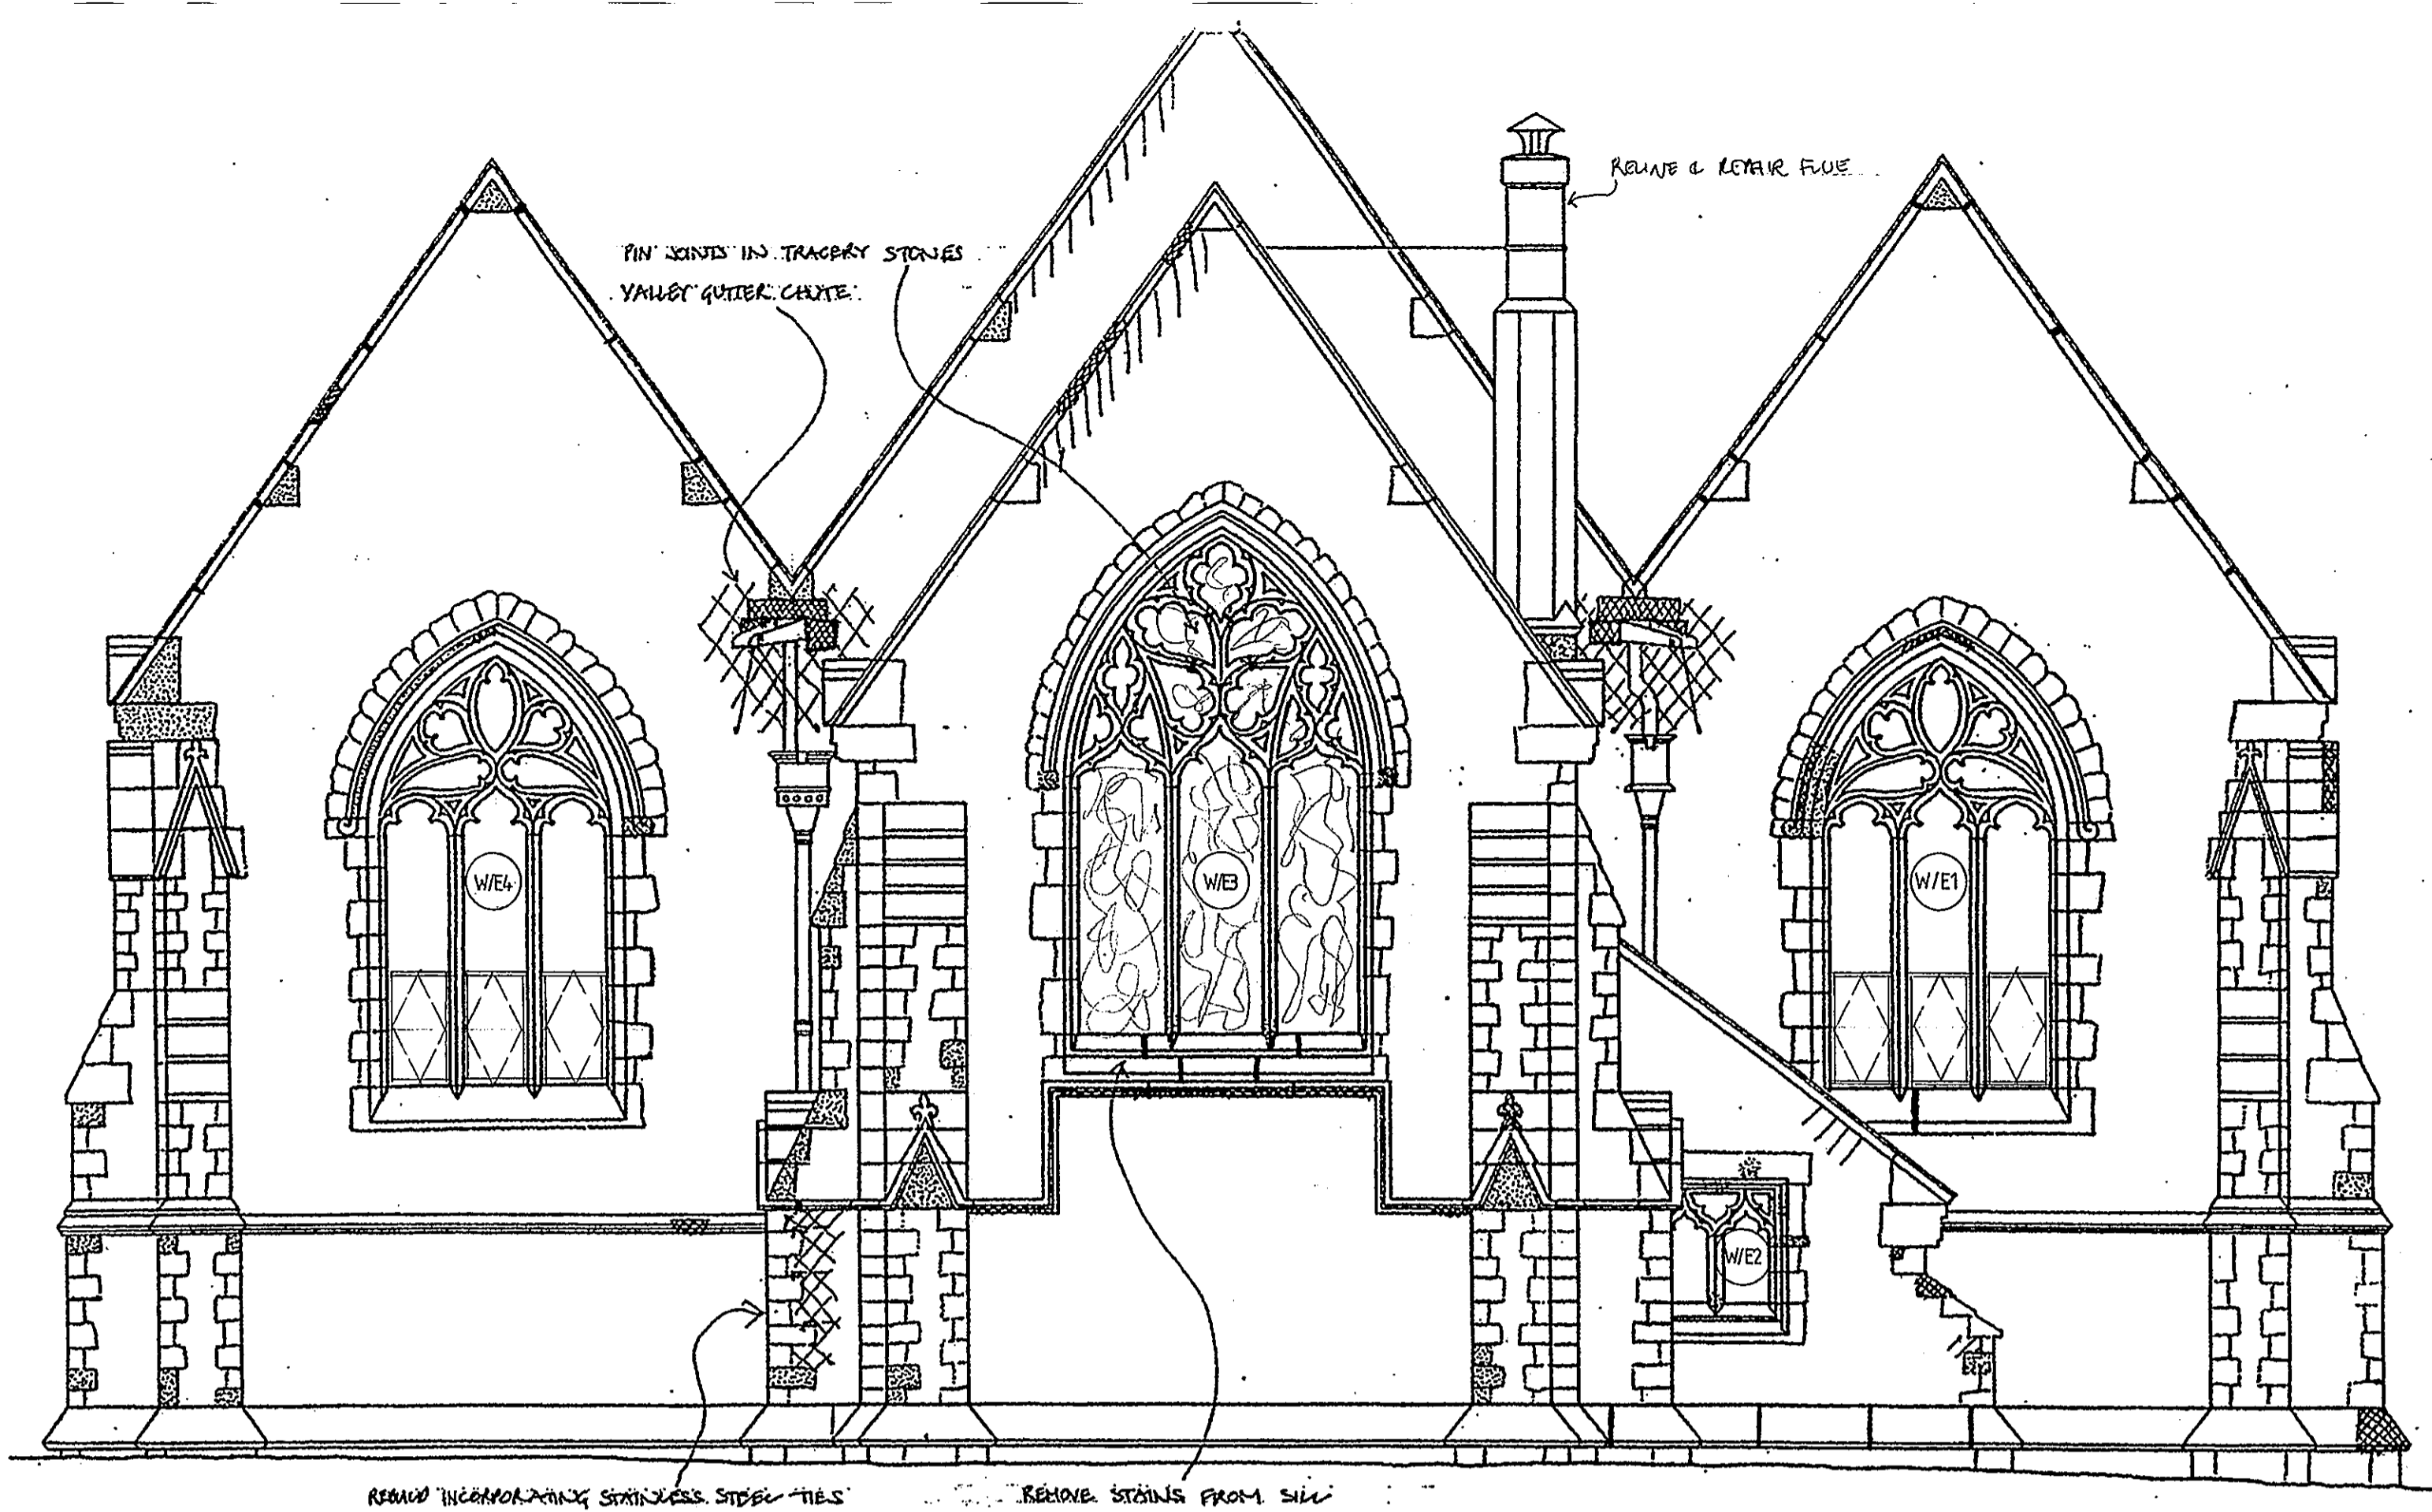 RELINE & REPAIR FLUE
PIN JOINTS IN TRACERY STONES
VALLEY GUTTER CHUTE
W/E4
W/E3
W/E1
W/E2
REBUILD INCORPORATING STAINLESS STEEL TIES
REMOVE STAINS FROM SILL